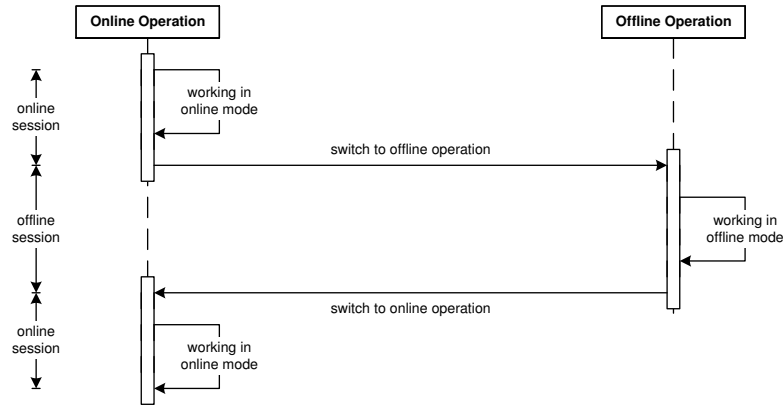 Online Operation
Offline Operation
online
session
working in
online mode
switch to offline operation
offline
session
working in
offline mode
switch to online operation
online
session
working in
online mode